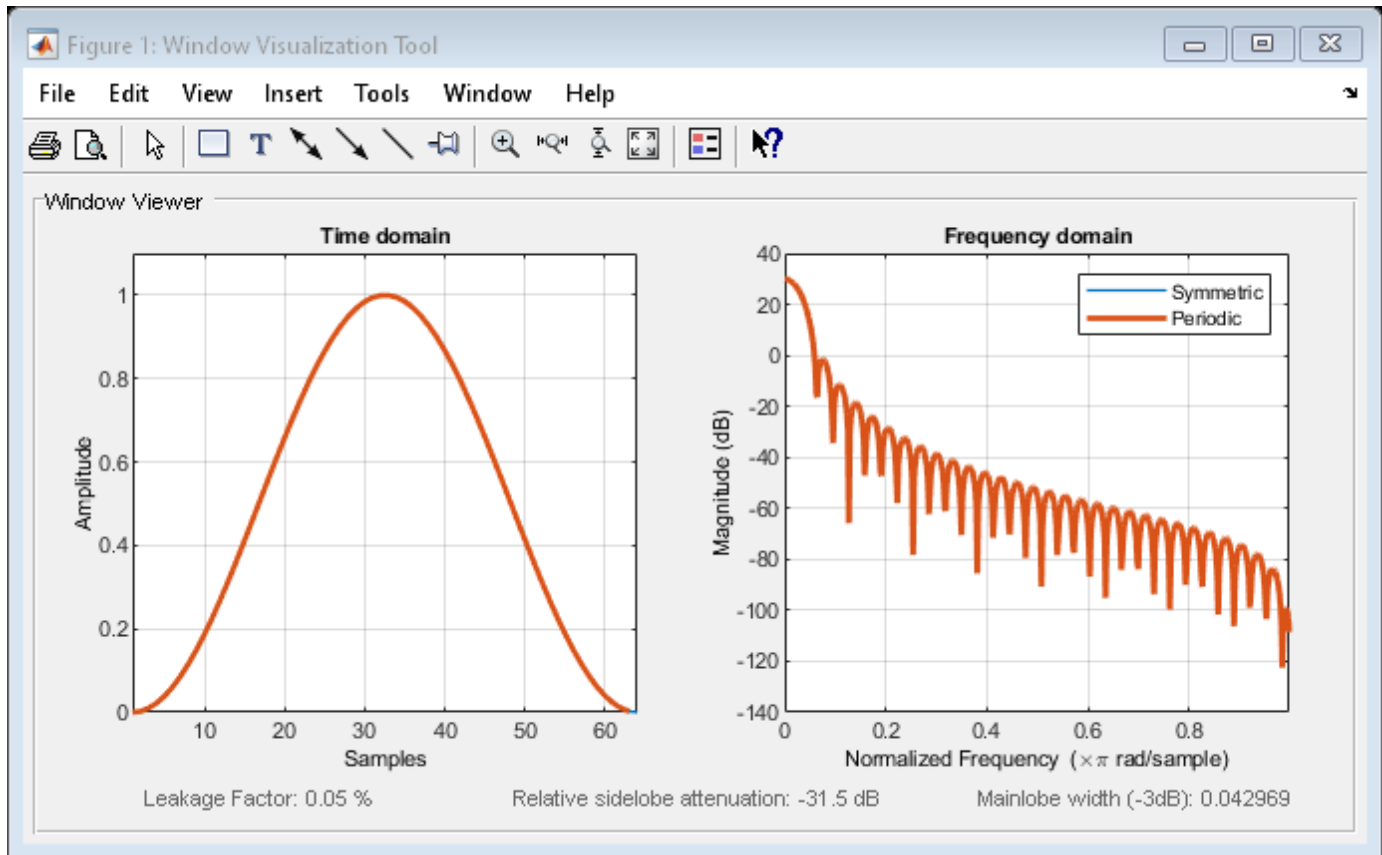 Figure 1: Window Visualization Tool
File Edit View Insert Tools Window Help
T
?
Window Viewer
Time domain
1
0.8
0.6
0.4
0.2
0
Amplitude
10 20 30 40 50 60
Samples
Frequency domain
Symmetric
Periodic
40
20
0
-20
-40
-60
-80
-100
-120
-140
Magnitude (dB)
0 0.2 0.4 0.6 0.8
Normalized Frequency (×π rad/sample)
Leakage Factor: 0.05 % Relative sidelobe attenuation: -31.5 dB Mainlobe width (-3dB): 0.042969